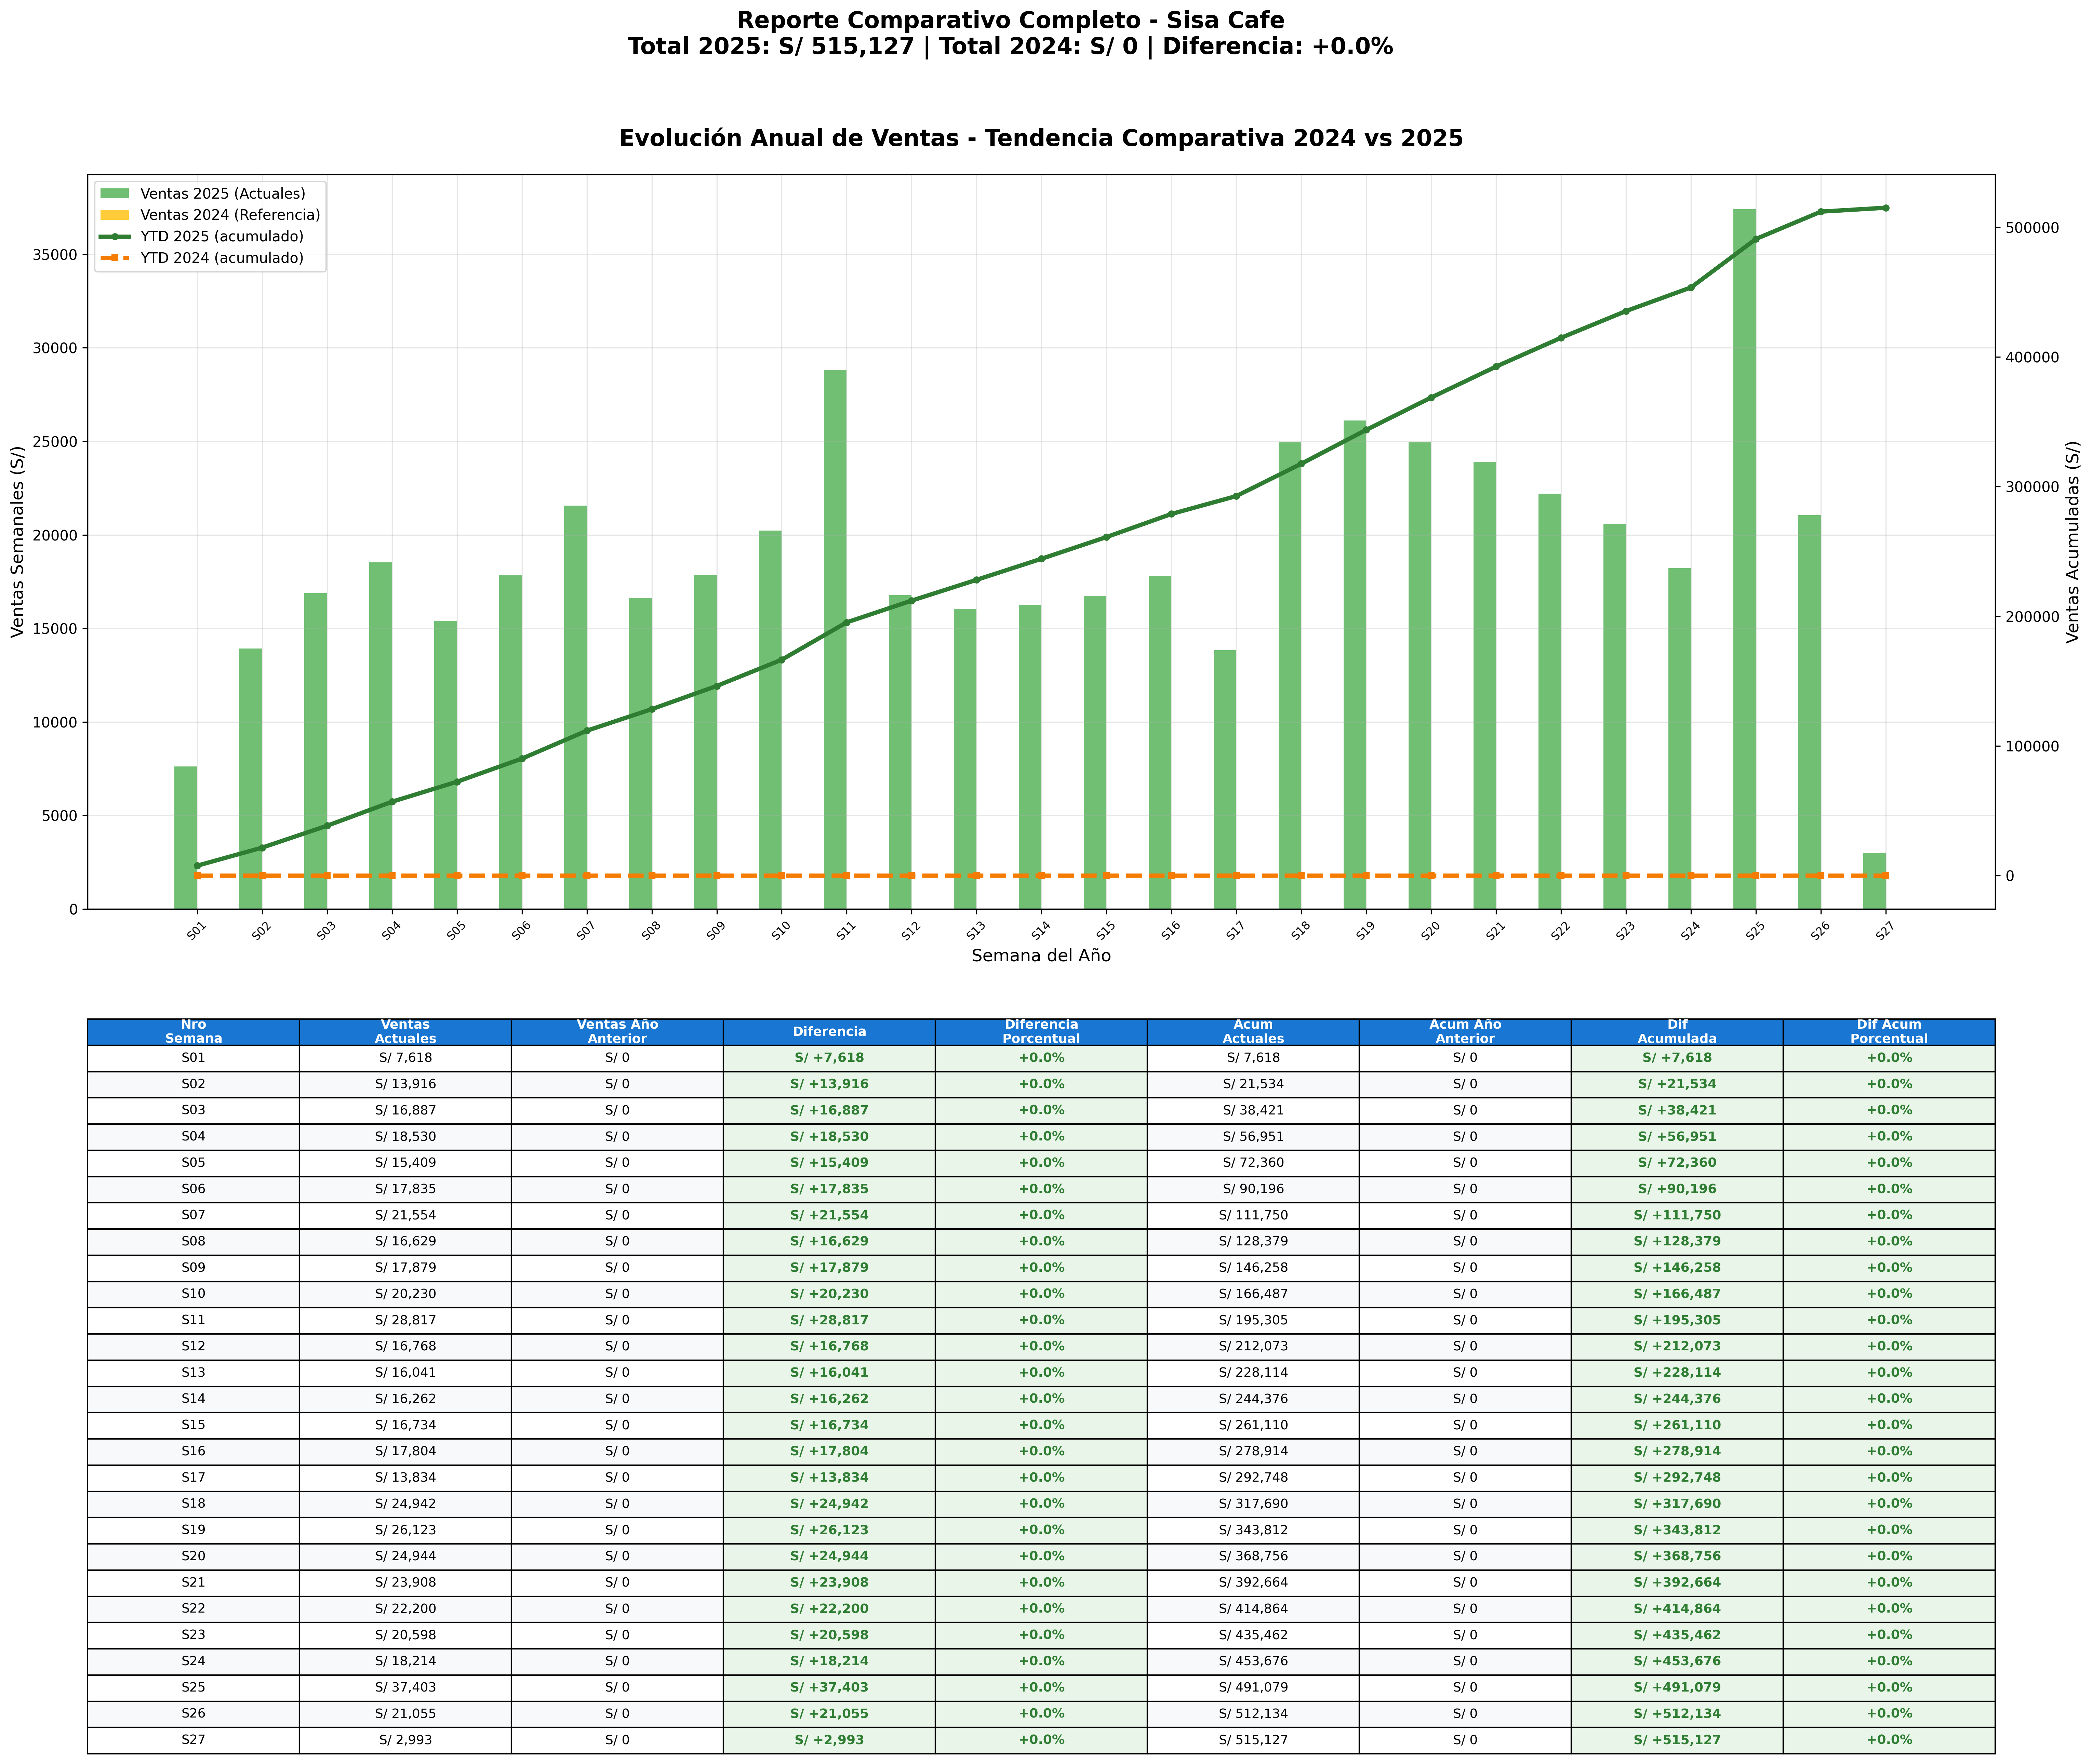 Reporte Comparativo Completo - Sisa Cafe
Total 2025: S/ 515,127 | Total 2024: S/ 0 | Diferencia: +0.0%
Evolución Anual de Ventas - Tendencia Comparativa 2024 vs 2025
Ventas 2025 (Actuales)
Ventas 2024 (Referencia)
YTD 2025 (acumulado)
YTD 2024 (acumulado)
Ventas Semanales (S/)
35000
30000
25000
20000
15000
10000
5000
0
500000
400000
300000
200000
100000
0
Ventas Acumuladas (S/)
S01 S02 S03 S04 S05 S06 S07 S08 S09 S10 S11 S12 S13 S14 S15 S16 S17 S18 S19 S20 S21 S22 S23 S24 S25 S26 S27
Semana del Año
Nro Semana Ventas Actuales Ventas Año Anterior Diferencia Diferencia Porcentual Acum Actuales Acum Año Anterior Dif Acumulada Dif Acum Porcentual
S01 S/ 7,618 S/ 0 S/ +7,618 +0.0% S/ 7,618 S/ 0 S/ +7,618 +0.0%
S02 S/ 13,916 S/ 0 S/ +13,916 +0.0% S/ 21,534 S/ 0 S/ +21,534 +0.0%
S03 S/ 16,887 S/ 0 S/ +16,887 +0.0% S/ 38,421 S/ 0 S/ +38,421 +0.0%
S04 S/ 18,530 S/ 0 S/ +18,530 +0.0% S/ 56,951 S/ 0 S/ +56,951 +0.0%
S05 S/ 15,409 S/ 0 S/ +15,409 +0.0% S/ 72,360 S/ 0 S/ +72,360 +0.0%
S06 S/ 17,835 S/ 0 S/ +17,835 +0.0% S/ 90,196 S/ 0 S/ +90,196 +0.0%
S07 S/ 21,554 S/ 0 S/ +21,554 +0.0% S/ 111,750 S/ 0 S/ +111,750 +0.0%
S08 S/ 16,629 S/ 0 S/ +16,629 +0.0% S/ 128,379 S/ 0 S/ +128,379 +0.0%
S09 S/ 17,879 S/ 0 S/ +17,879 +0.0% S/ 146,258 S/ 0 S/ +146,258 +0.0%
S10 S/ 20,230 S/ 0 S/ +20,230 +0.0% S/ 166,487 S/ 0 S/ +166,487 +0.0%
S11 S/ 28,817 S/ 0 S/ +28,817 +0.0% S/ 195,305 S/ 0 S/ +195,305 +0.0%
S12 S/ 16,768 S/ 0 S/ +16,768 +0.0% S/ 212,073 S/ 0 S/ +212,073 +0.0%
S13 S/ 16,041 S/ 0 S/ +16,041 +0.0% S/ 228,114 S/ 0 S/ +228,114 +0.0%
S14 S/ 16,262 S/ 0 S/ +16,262 +0.0% S/ 244,376 S/ 0 S/ +244,376 +0.0%
S15 S/ 16,734 S/ 0 S/ +16,734 +0.0% S/ 261,110 S/ 0 S/ +261,110 +0.0%
S16 S/ 17,804 S/ 0 S/ +17,804 +0.0% S/ 278,914 S/ 0 S/ +278,914 +0.0%
S17 S/ 13,834 S/ 0 S/ +13,834 +0.0% S/ 292,748 S/ 0 S/ +292,748 +0.0%
S18 S/ 24,942 S/ 0 S/ +24,942 +0.0% S/ 317,690 S/ 0 S/ +317,690 +0.0%
S19 S/ 26,123 S/ 0 S/ +26,123 +0.0% S/ 343,812 S/ 0 S/ +343,812 +0.0%
S20 S/ 24,944 S/ 0 S/ +24,944 +0.0% S/ 368,756 S/ 0 S/ +368,756 +0.0%
S21 S/ 23,908 S/ 0 S/ +23,908 +0.0% S/ 392,664 S/ 0 S/ +392,664 +0.0%
S22 S/ 22,200 S/ 0 S/ +22,200 +0.0% S/ 414,864 S/ 0 S/ +414,864 +0.0%
S23 S/ 20,598 S/ 0 S/ +20,598 +0.0% S/ 435,462 S/ 0 S/ +435,462 +0.0%
S24 S/ 18,214 S/ 0 S/ +18,214 +0.0% S/ 453,676 S/ 0 S/ +453,676 +0.0%
S25 S/ 37,403 S/ 0 S/ +37,403 +0.0% S/ 491,079 S/ 0 S/ +491,079 +0.0%
S26 S/ 21,055 S/ 0 S/ +21,055 +0.0% S/ 512,134 S/ 0 S/ +512,134 +0.0%
S27 S/ 2,993 S/ 0 S/ +2,993 +0.0% S/ 515,127 S/ 0 S/ +515,127 +0.0%